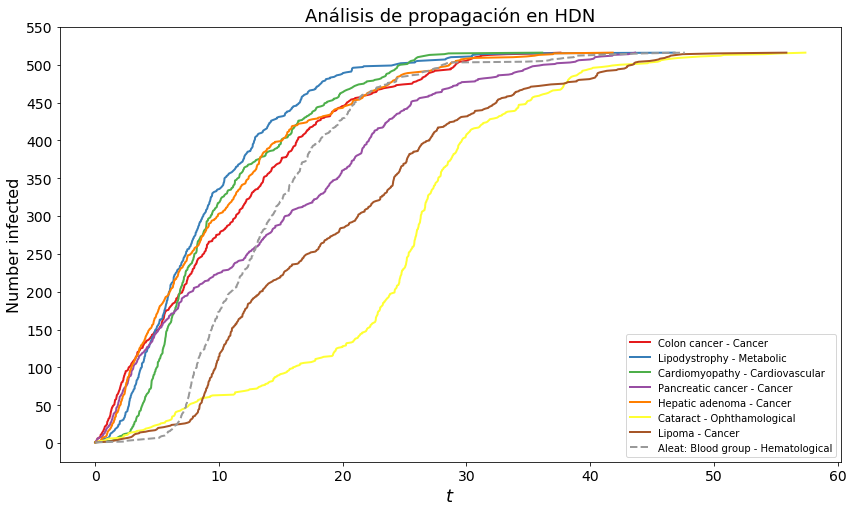 Análisis de propagación en HDN
Number infected
550
500
450
400
350
300
250
200
150
100
50
0
0 10 20 30 40 50 60
t
Colon cancer - Cancer
Lipodystrophy - Metabolic
Cardiomyopathy - Cardiovascular
Pancreatic cancer - Cancer
Hepatic adenoma - Cancer
Cataract - Ophthamological
Lipoma - Cancer
Aleat: Blood group - Hematological